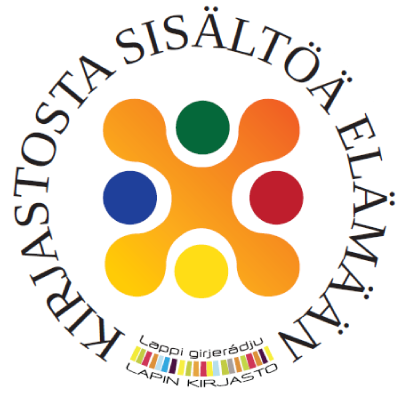 KIRJASTOSTA SISÄLTÖÄ ELÄMÄÄN
Lappi girjerádju
LAPIN KIRJASTO